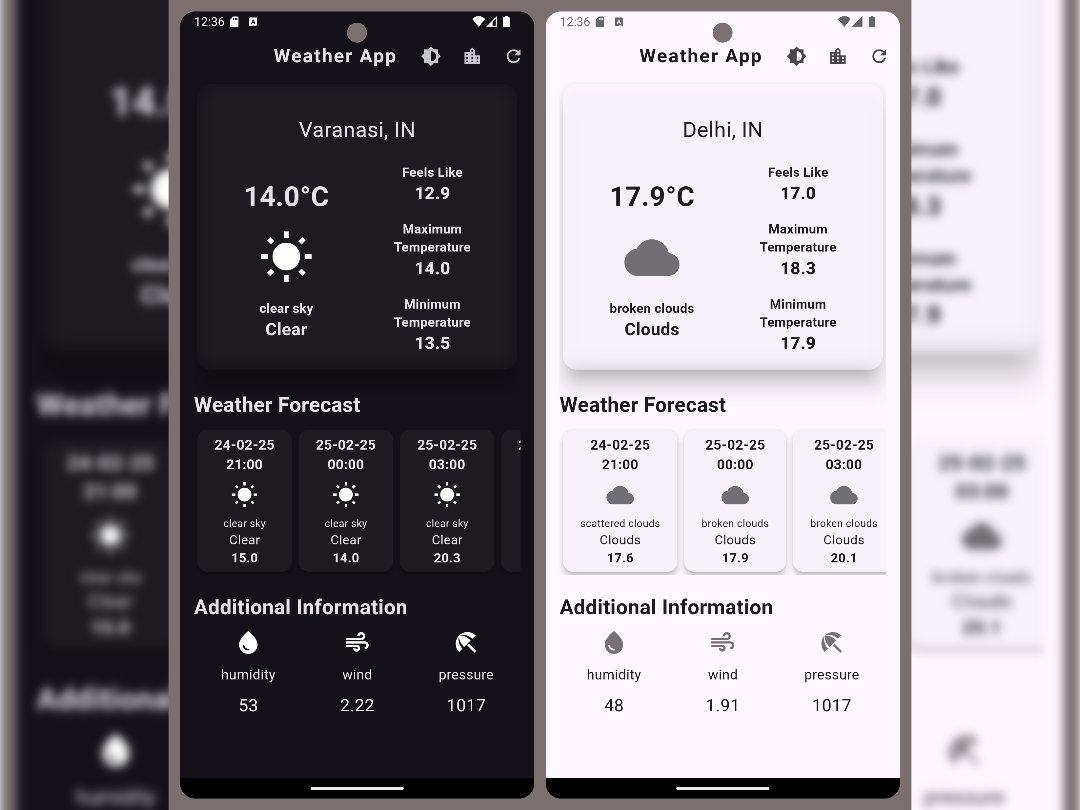 12:36
Weather App
Varanasi, IN
14.0°C
clear sky
Clear
Feels Like
12.9
Maximum
Temperature
14.0
Minimum
Temperature
13.5
Weather Forecast
24-02-25
21:00
clear sky
Clear
15.0
25-02-25
00:00
clear sky
Clear
14.0
25-02-25
03:00
clear sky
Clear
20.3
Additional Information
humidity
53
wind
2.22
pressure
1017
12:36
Weather App
Delhi, IN
17.9°C
broken clouds
Clouds
Feels Like
17.0
Maximum
Temperature
18.3
Minimum
Temperature
17.9
Weather Forecast
24-02-25
21:00
scattered clouds
Clouds
17.6
25-02-25
00:00
broken clouds
Clouds
17.9
25-02-25
03:00
broken clouds
Clouds
20.1
Additional Information
humidity
48
wind
1.91
pressure
1017